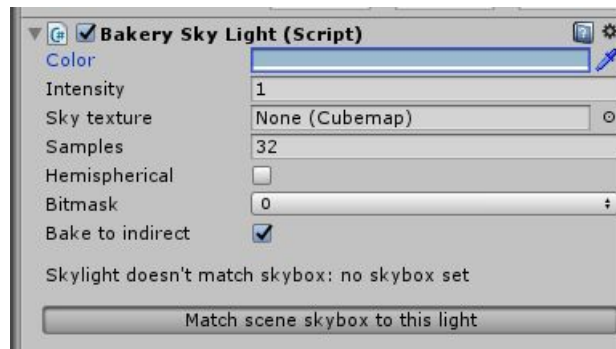 Bakery Sky Light (Script)
Color
Intensity 1
Sky texture None (Cubemap)
Samples 32
Hemispherical
Bitmask 0
Bake to indirect
Skylight doesn't match skybox: no skybox set
Match scene skybox to this light